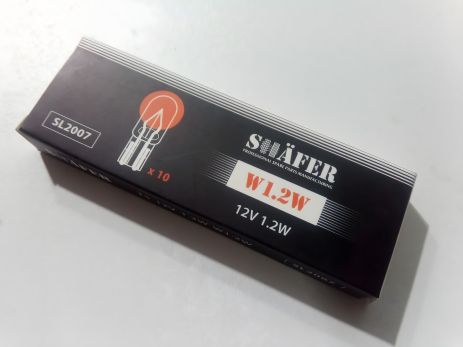 SL2007
x 10
SHÄFER
PROFESSIONAL SPARE PARTS MANUFACTURING
W1.2W
12V 1.2W